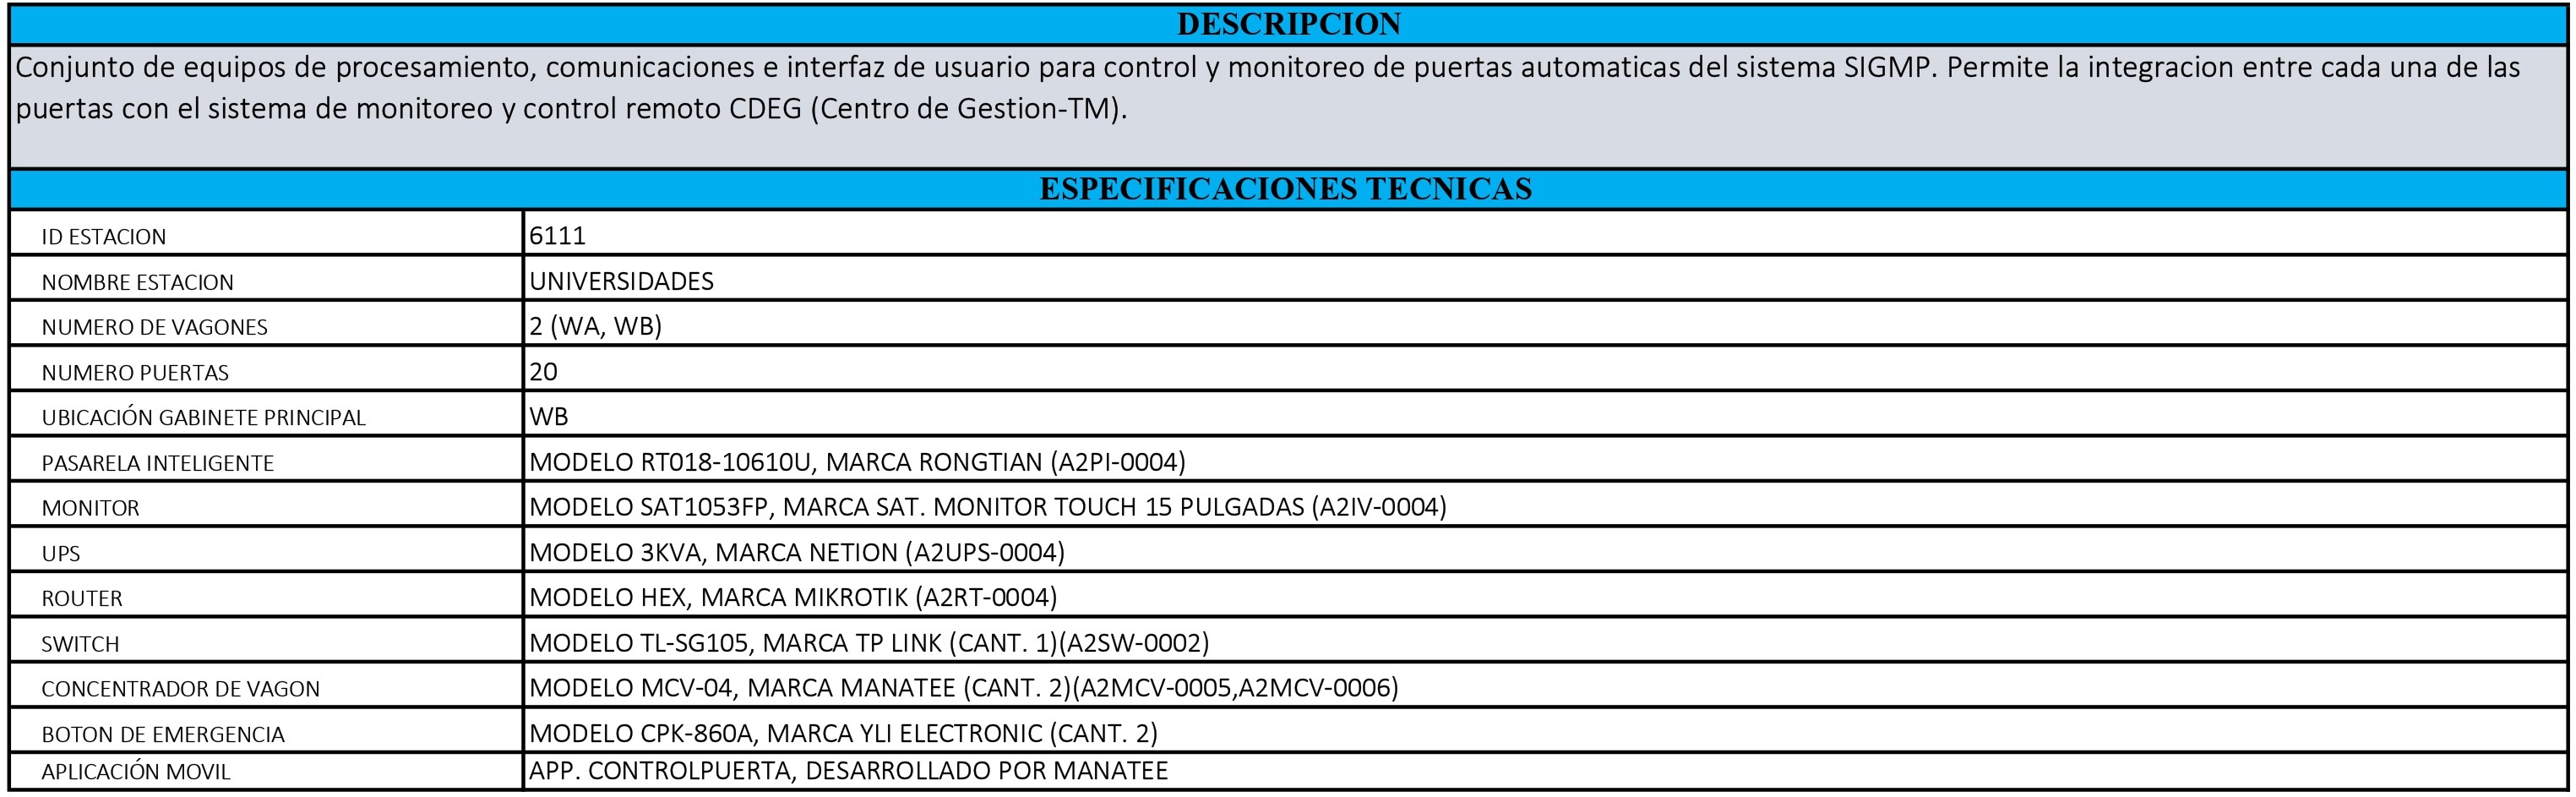 DESCRIPCION
Conjunto de equipos de procesamiento, comunicaciones e interfaz de usuario para control y monitoreo de puertas automaticas del sistema SIGMP. Permite la integracion entre cada una de las
puertas con el sistema de monitoreo y control remoto CDEG (Centro de Gestion-TM).
ESPECIFICACIONES TECNICAS
ID ESTACION 6111
NOMBRE ESTACION UNIVERSIDADES
NUMERO DE VAGONES 2 (WA, WB)
NUMERO PUERTAS 20
UBICACIÓN GABINETE PRINCIPAL WB
PASARELA INTELIGENTE MODELO RT018-10610U, MARCA RONGTIAN (A2PI-0004)
MONITOR MODELO SAT1053FP, MARCA SAT. MONITOR TOUCH 15 PULGADAS (A2IV-0004)
UPS MODELO 3KVA, MARCA NETION (A2UPS-0004)
ROUTER MODELO HEX, MARCA MIKROTIK (A2RT-0004)
SWITCH MODELO TL-SG105, MARCA TP LINK (CANT. 1)(A2SW-0002)
CONCENTRADOR DE VAGON MODELO MCV-04, MARCA MANATEE (CANT. 2)(A2MCV-0005,A2MCV-0006)
BOTON DE EMERGENCIA MODELO CPK-860A, MARCA YLI ELECTRONIC (CANT. 2)
APLICACIÓN MOVIL APP. CONTROLPUERTA, DESARROLLADO POR MANATEE